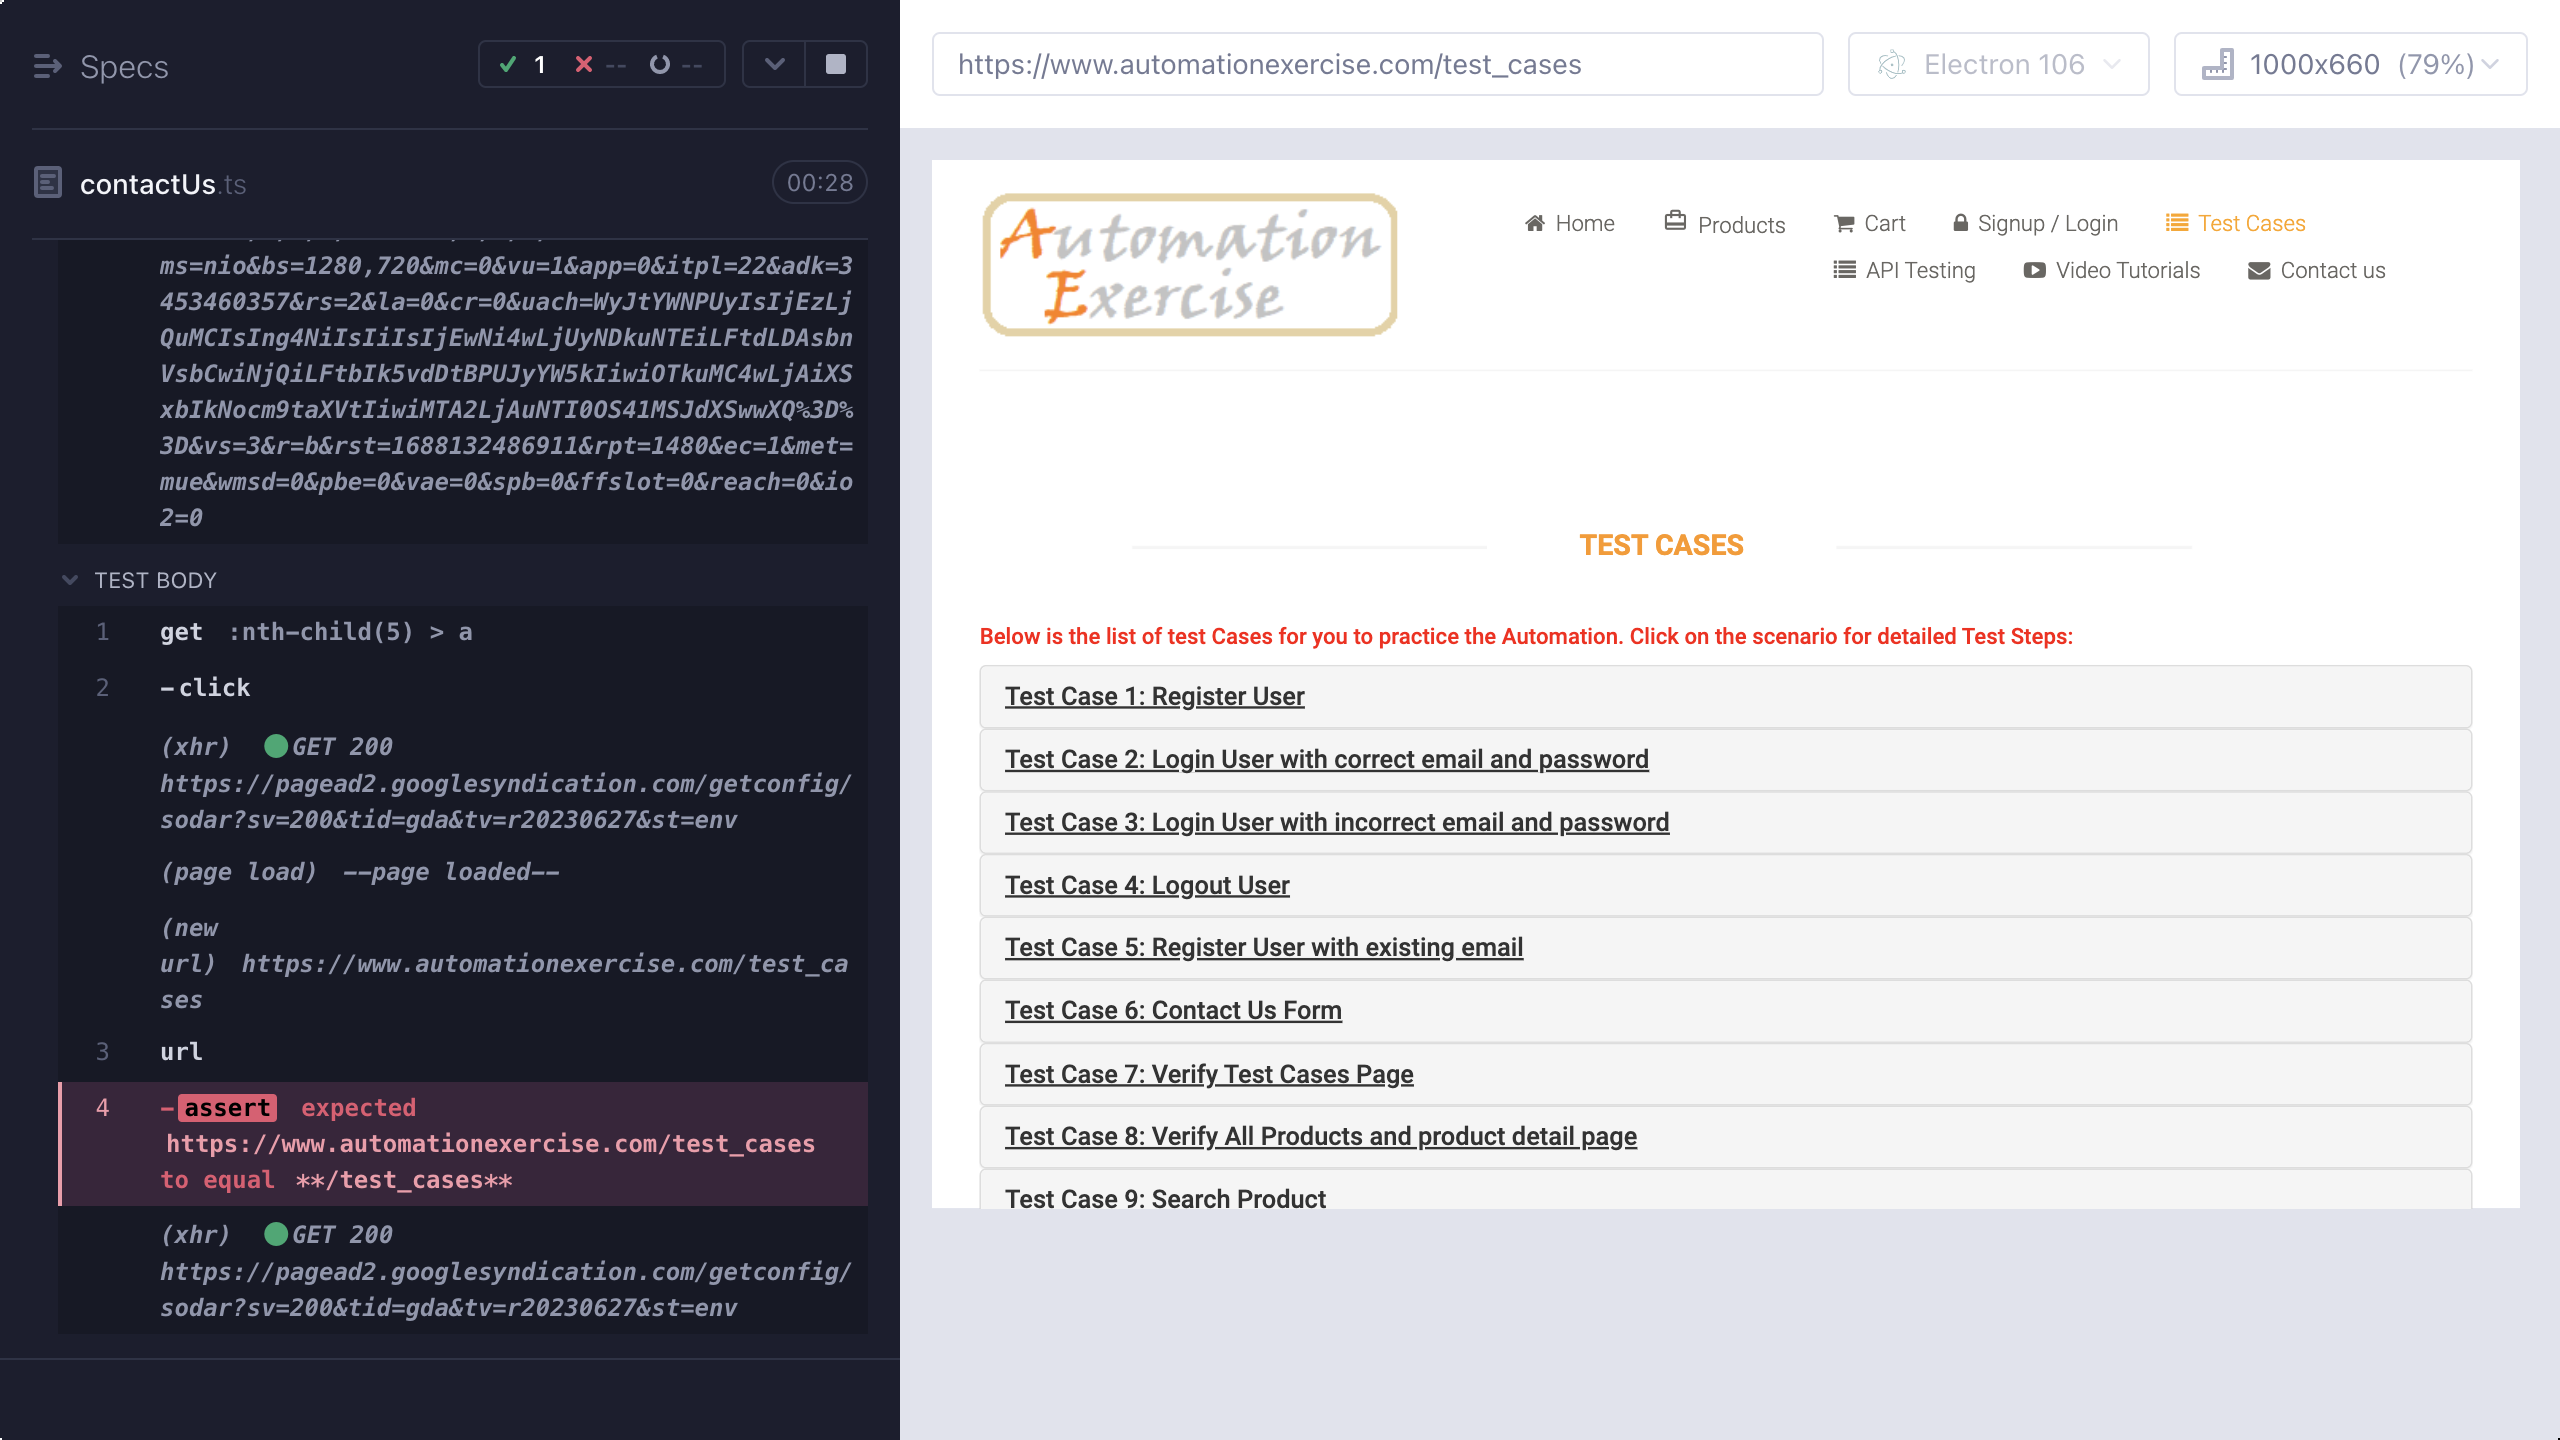 Specs
1 -- --
contactUs.ts
00:28
ms=nio&bs=1280,720&mc=0&vu=1&app=0&itpl=22&adk=3
453460357&rs=2&la=0&cr=0&uach=WyJtYWNPUyIsIjEzLj
QuMCIsIng4NiIsIiIsIjEwNi4wLjUyNDkuNTEiLFtdLDAsbn
VsbCwiNjQiLFtbIk5vdDtBPUJyYW5kIiwiOTkuMC4wLjAiXS
xbIkNocm9taXVtIiwiMTA2LjAuNTI0OS41MSJdXSwwXQ%3D%
3D&vs=3&r=b&rst=1688132486911&rpt=1480&ec=1&met=
mue&wmsd=0&pbe=0&vae=0&spb=0&ffslot=0&reach=0&io
2=0
TEST BODY
1 get :nth-child(5) > a
2 -click
(xhr) GET 200
https://pagead2.googlesyndication.com/getconfig/
sodar?sv=200&tid=gda&tv=r20230627&st=env
(page load) --page loaded--
(new
url) https://www.automationexercise.com/test_ca
ses
3 url
4 -assert expected
https://www.automationexercise.com/test_cases
to equal **/test_cases**
(xhr) GET 200
https://pagead2.googlesyndication.com/getconfig/
sodar?sv=200&tid=gda&tv=r20230627&st=env
https://www.automationexercise.com/test_cases
Electron 106
1000x660 (79%)
Automation
Exercise
Home Products Cart Signup / Login Test Cases
API Testing Video Tutorials Contact us
TEST CASES
Below is the list of test Cases for you to practice the Automation. Click on the scenario for detailed Test Steps:
Test Case 1: Register User
Test Case 2: Login User with correct email and password
Test Case 3: Login User with incorrect email and password
Test Case 4: Logout User
Test Case 5: Register User with existing email
Test Case 6: Contact Us Form
Test Case 7: Verify Test Cases Page
Test Case 8: Verify All Products and product detail page
Test Case 9: Search Product